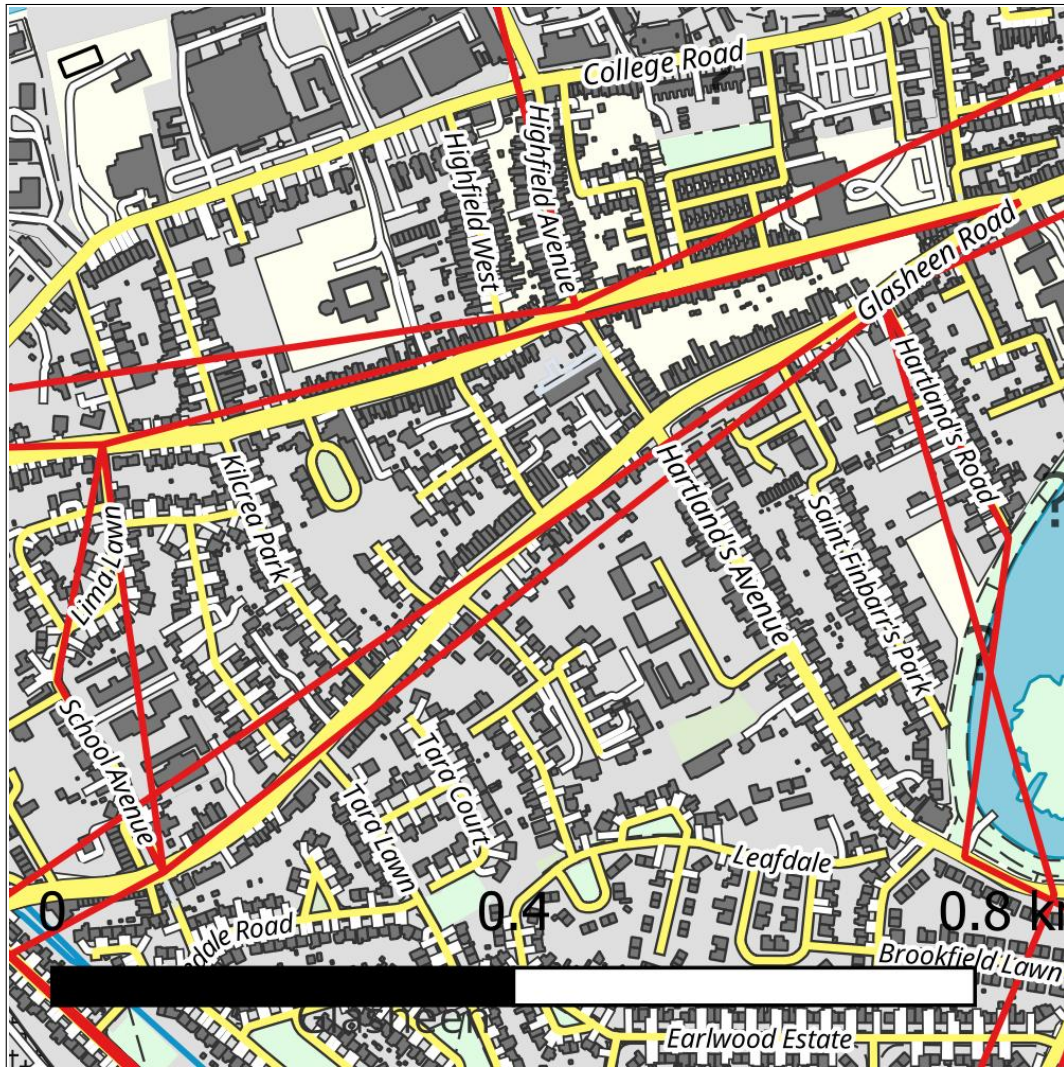 College Road
Highfield Avenue
Highfield West
Glasheen Road
Hartland's Road
Kilcrea Park
Hartland's Avenue
Lima Lawn
Saint Finbarr's Park
School Avenue
Tara Court
Tara Lawn
Leafdale
0
0.4
0.8 km
dale Road
Brookfield Lawn
Glasheen
Earlwood Estate